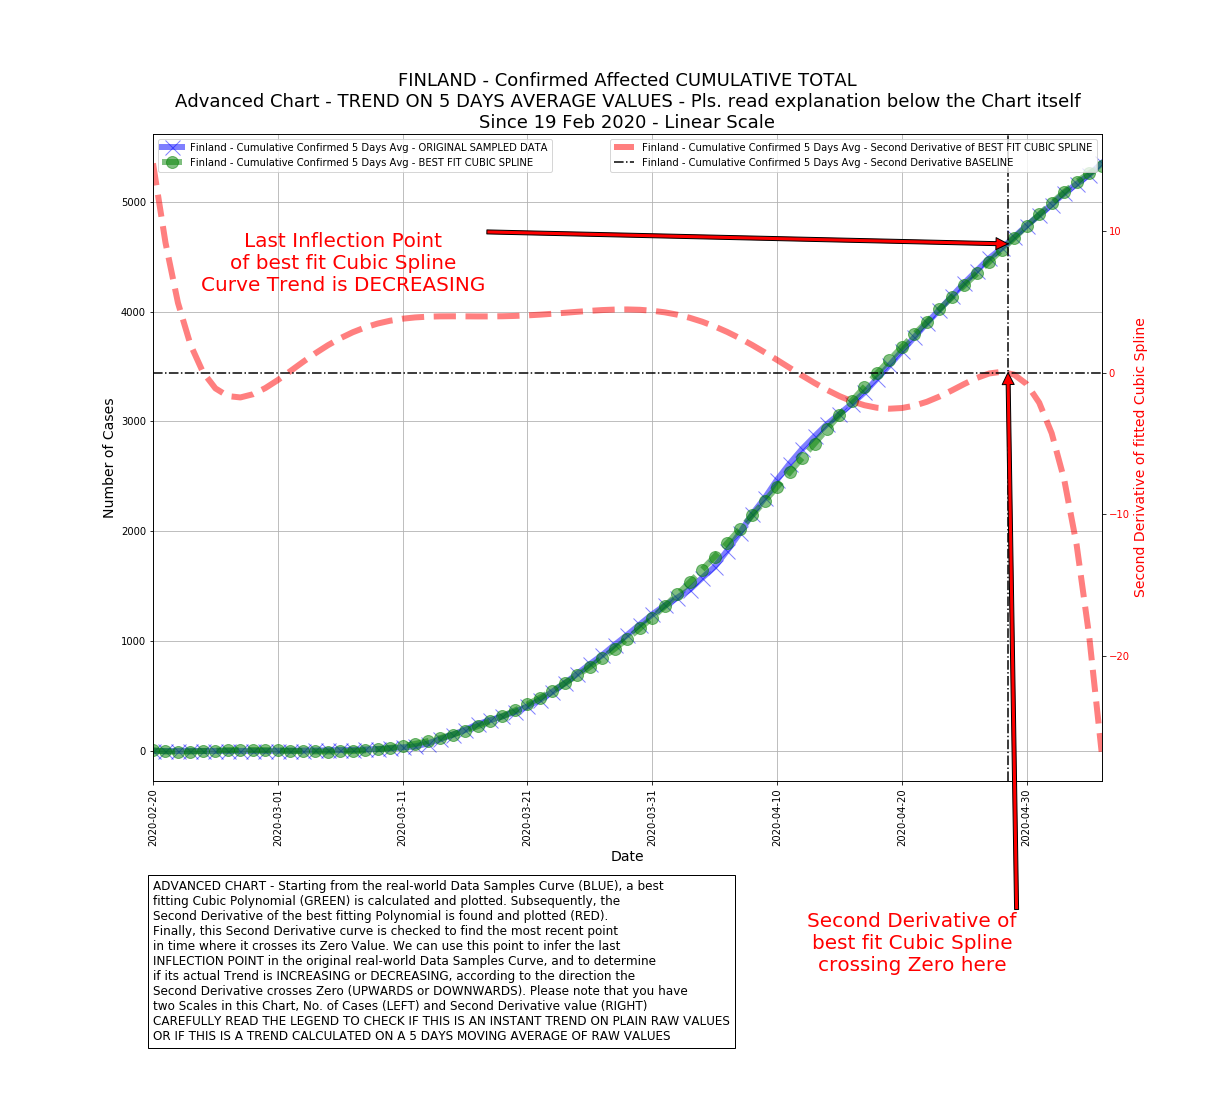 FINLAND - Confirmed Affected CUMULATIVE TOTAL
Advanced Chart - TREND ON 5 DAYS AVERAGE VALUES - Pls. read explanation below the Chart itself
Since 19 Feb 2020 - Linear Scale
Finland - Cumulative Confirmed 5 Days Avg - ORIGINAL SAMPLED DATA
Finland - Cumulative Confirmed 5 Days Avg - BEST FIT CUBIC SPLINE
Finland - Cumulative Confirmed 5 Days Avg - Second Derivative of BEST FIT CUBIC SPLINE
Finland - Cumulative Confirmed 5 Days Avg - Second Derivative BASELINE
Last Inflection Point
of best fit Cubic Spline
Curve Trend is DECREASING
Number of Cases
5000
4000
3000
2000
1000
0
10
0
−10
−20
Second Derivative of fitted Cubic Spline
2020-02-20
2020-03-01
2020-03-11
2020-03-21
2020-03-31
2020-04-10
2020-04-20
2020-04-30
Date
ADVANCED CHART - Starting from the real-world Data Samples Curve (BLUE), a best
fitting Cubic Polynomial (GREEN) is calculated and plotted. Subsequently, the
Second Derivative of the best fitting Polynomial is found and plotted (RED).
Finally, this Second Derivative curve is checked to find the most recent point
in time where it crosses its Zero Value. We can use this point to infer the last
INFLECTION POINT in the original real-world Data Samples Curve, and to determine
if its actual Trend is INCREASING or DECREASING, according to the direction the
Second Derivative crosses Zero (UPWARDS or DOWNWARDS). Please note that you have
two Scales in this Chart, No. of Cases (LEFT) and Second Derivative value (RIGHT)
CAREFULLY READ THE LEGEND TO CHECK IF THIS IS AN INSTANT TREND ON PLAIN RAW VALUES
OR IF THIS IS A TREND CALCULATED ON A 5 DAYS MOVING AVERAGE OF RAW VALUES
Second Derivative of
best fit Cubic Spline
crossing Zero here